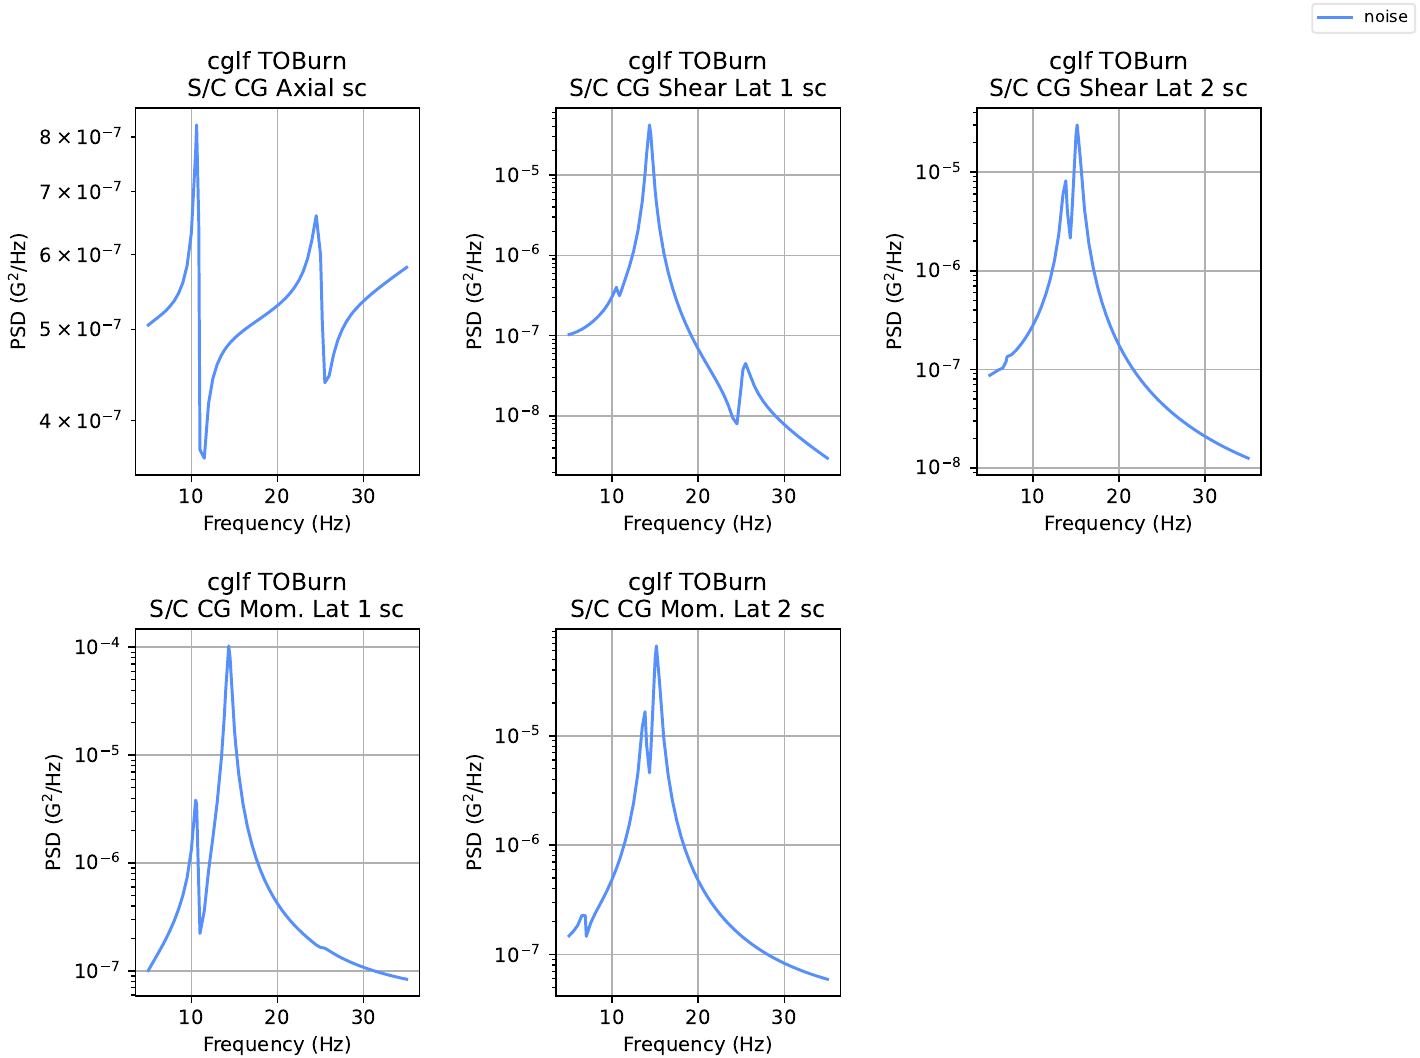 noise
cglf TOBurn
S/C CG Axial sc
8 × 10⁻⁷
7 × 10⁻⁷
6 × 10⁻⁷
5 × 10⁻⁷
4 × 10⁻⁷
PSD (G²/Hz)
10 20 30
Frequency (Hz)
cglf TOBurn
S/C CG Shear Lat 1 sc
10⁻⁵
10⁻⁶
10⁻⁷
10⁻⁸
PSD (G²/Hz)
10 20 30
Frequency (Hz)
cglf TOBurn
S/C CG Shear Lat 2 sc
10⁻⁵
10⁻⁶
10⁻⁷
10⁻⁸
PSD (G²/Hz)
10 20 30
Frequency (Hz)
cglf TOBurn
S/C CG Mom. Lat 1 sc
10⁻⁴
10⁻⁵
10⁻⁶
10⁻⁷
PSD (G²/Hz)
10 20 30
Frequency (Hz)
cglf TOBurn
S/C CG Mom. Lat 2 sc
10⁻⁵
10⁻⁶
10⁻⁷
PSD (G²/Hz)
10 20 30
Frequency (Hz)